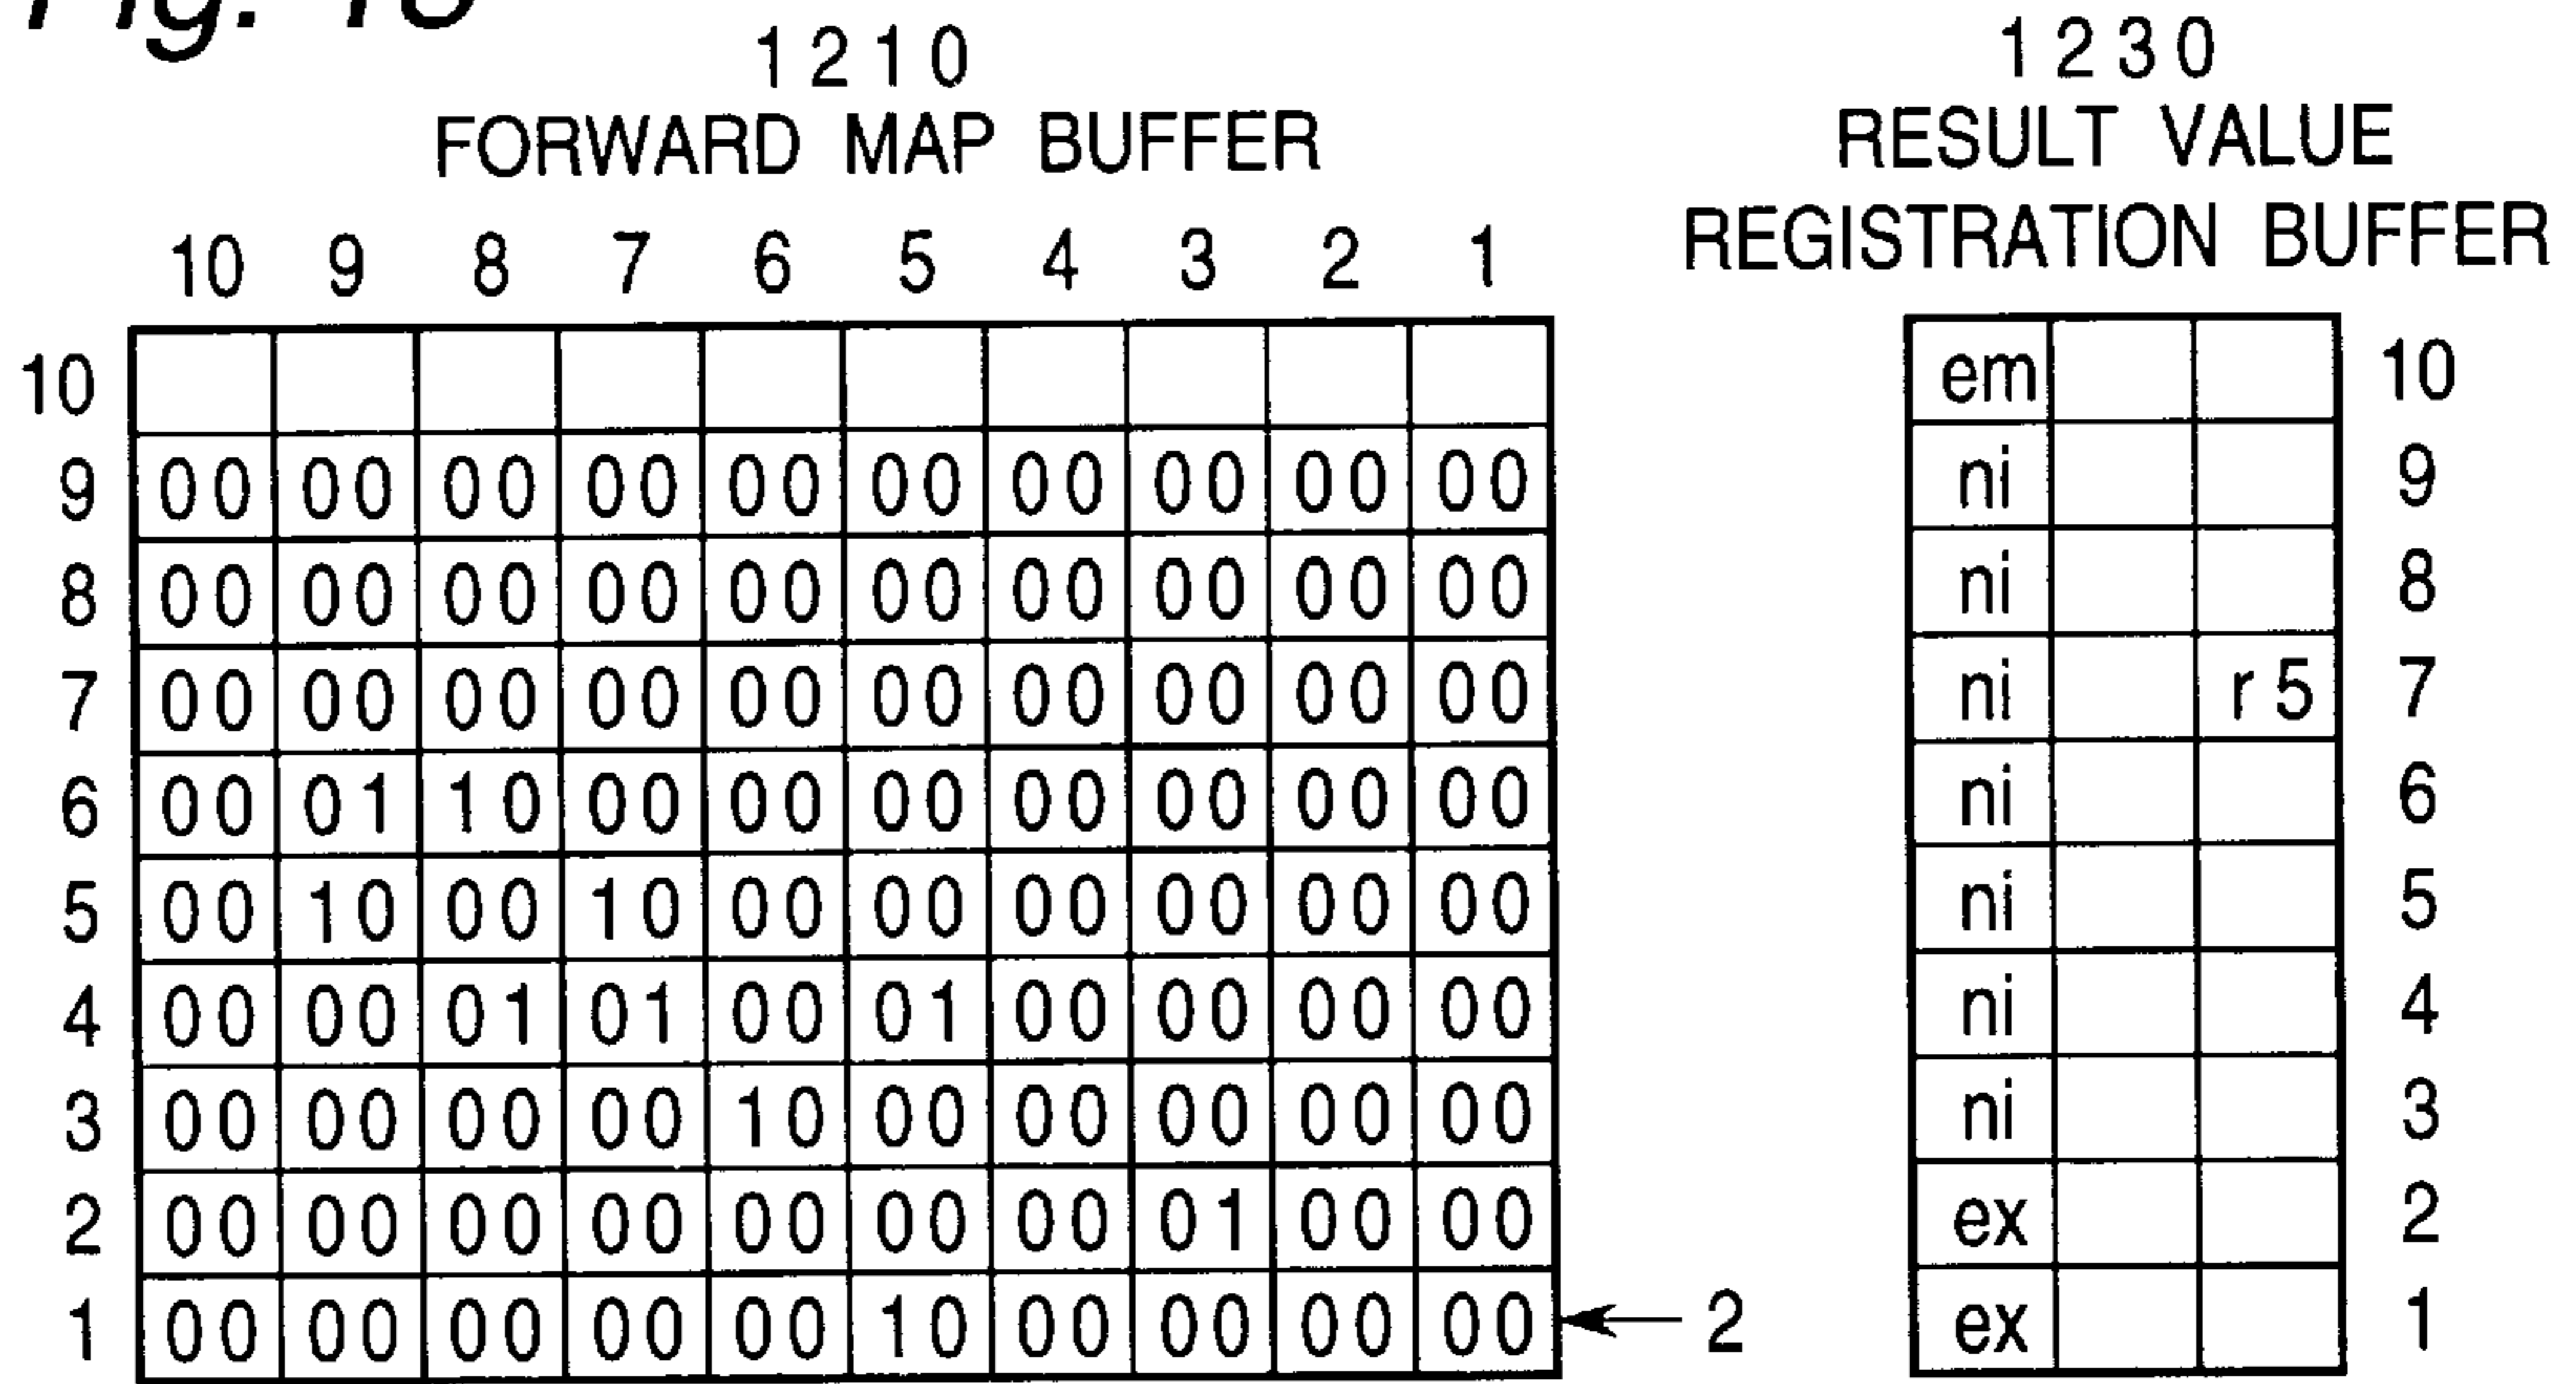 Fig. 
1210
FORWARD MAP BUFFER
10 9 8 7 6 5 4 3 2 1
10
9 00 00 00 00 00 00 00 00 00 00
8 00 00 00 00 00 00 00 00 00 00
7 00 00 00 00 00 00 00 00 00 00
6 00 01 10 00 00 00 00 00 00 00
5 00 10 00 10 00 00 00 00 00 00
4 00 00 01 01 00 01 00 00 00 00
3 00 00 00 00 10 00 00 00 00 00
2 00 00 00 00 00 00 00 01 00 00
1 00 00 00 00 00 10 00 00 00 00
2
1230
RESULT VALUE
REGISTRATION BUFFER
em 10
ni 9
ni 8
ni r5 7
ni 6
ni 5
ni 4
ni 3
ex 2
ex 1